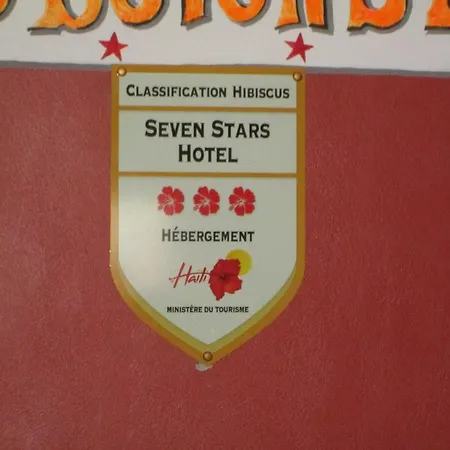 CLASSIFICATION HIBISCUS
SEVEN STARS
HOTEL
HÉBERGEMENT
Haiti
MINISTÈRE DU TOURISME